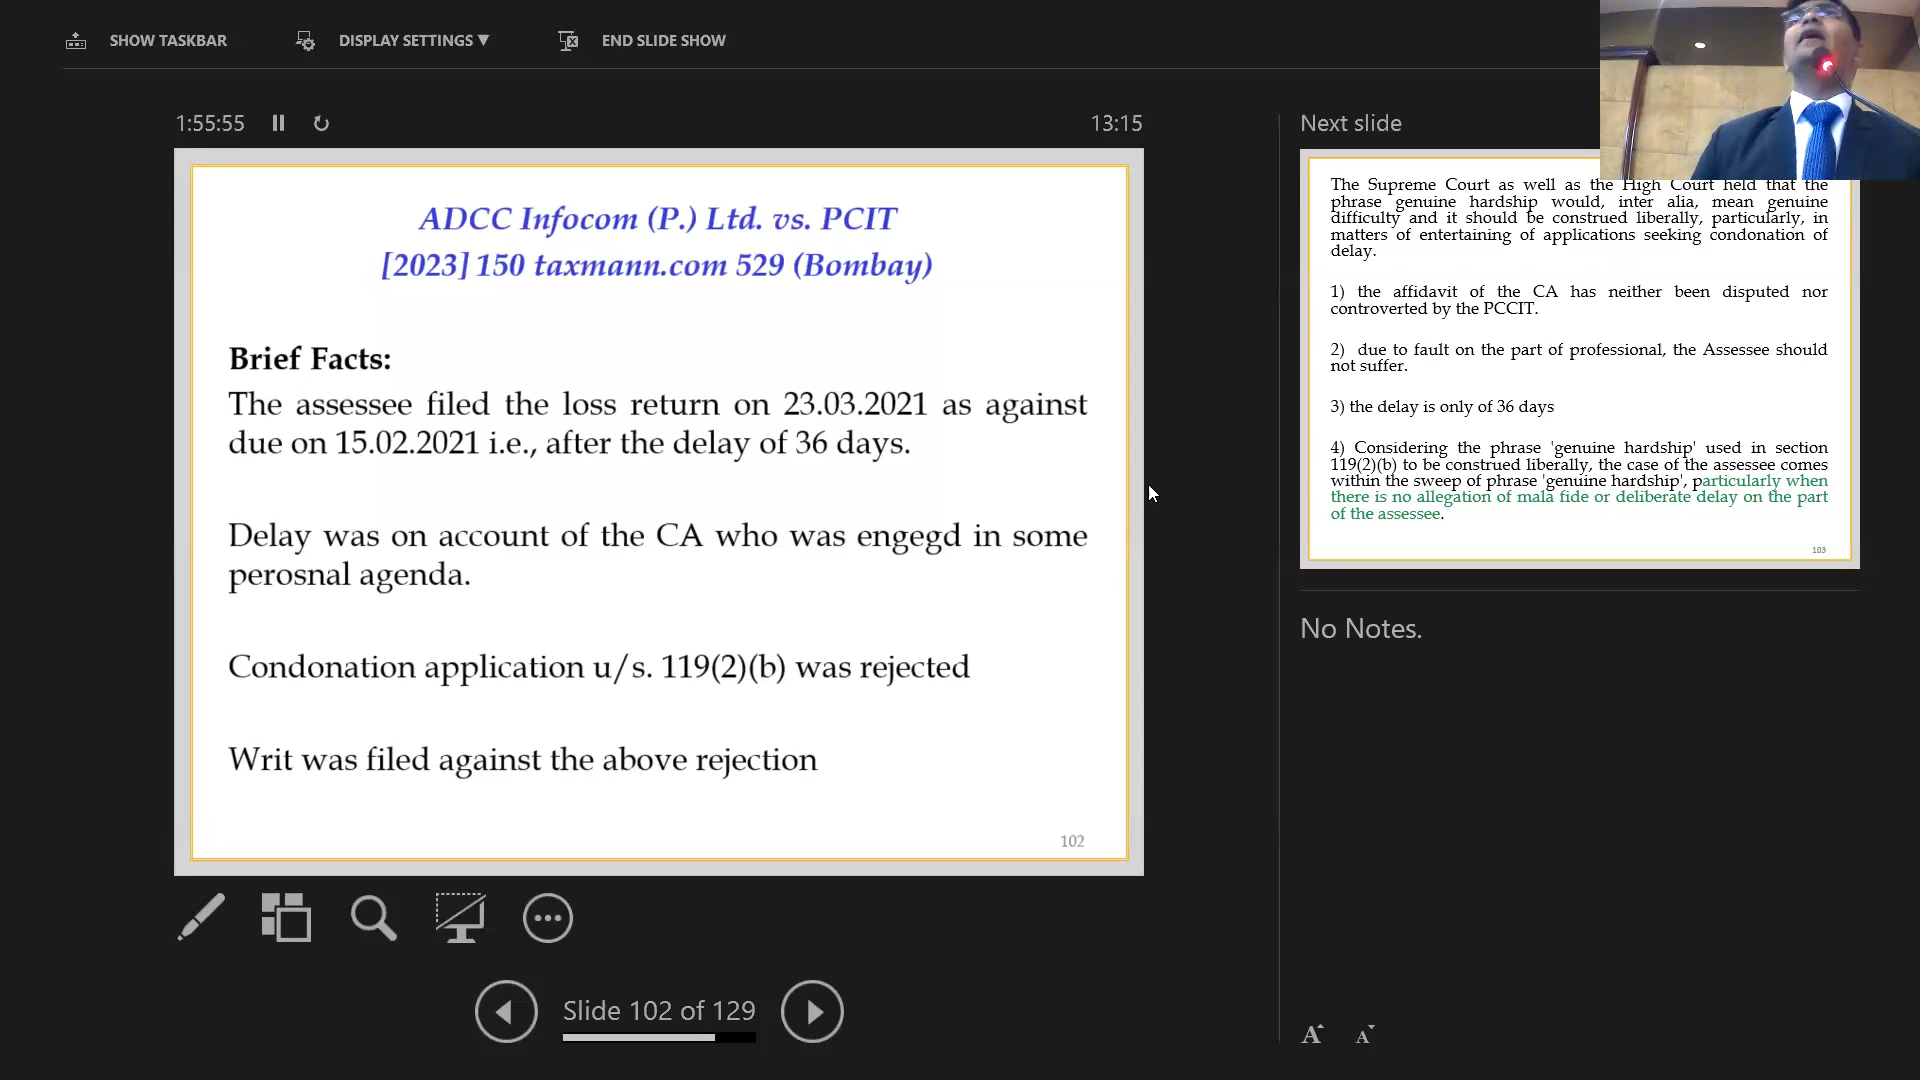 SHOW TASKBAR
DISPLAY SETTINGS ▼
END SLIDE SHOW
1:55:55
13:15
ADCC Infocom (P.) Ltd. vs. PCIT
[2023] 150 taxmann.com 529 (Bombay)
Brief Facts:
The assessee filed the loss return on 23.03.2021 as against
due on 15.02.2021 i.e., after the delay of 36 days.
Delay was on account of the CA who was engegd in some
perosnal agenda.
Condonation application u/s. 119(2)(b) was rejected
Writ was filed against the above rejection
102
Slide 102 of 129
Next slide
The Supreme Court as well as the High Court held that the
phrase genuine hardship would, inter alia, mean genuine
difficulty and it should be construed liberally, particularly, in
matters of entertaining of applications seeking condonation of
delay.
1) the affidavit of the CA has neither been disputed nor
controverted by the PCCIT.
2) due to fault on the part of professional, the Assessee should
not suffer.
3) the delay is only of 36 days
4) Considering the phrase 'genuine hardship' used in section
119(2)(b) to be construed liberally, the case of the assessee comes
within the sweep of phrase 'genuine hardship', particularly when
there is no allegation of mala fide or deliberate delay on the part
of the assessee.
103
No Notes.
A A